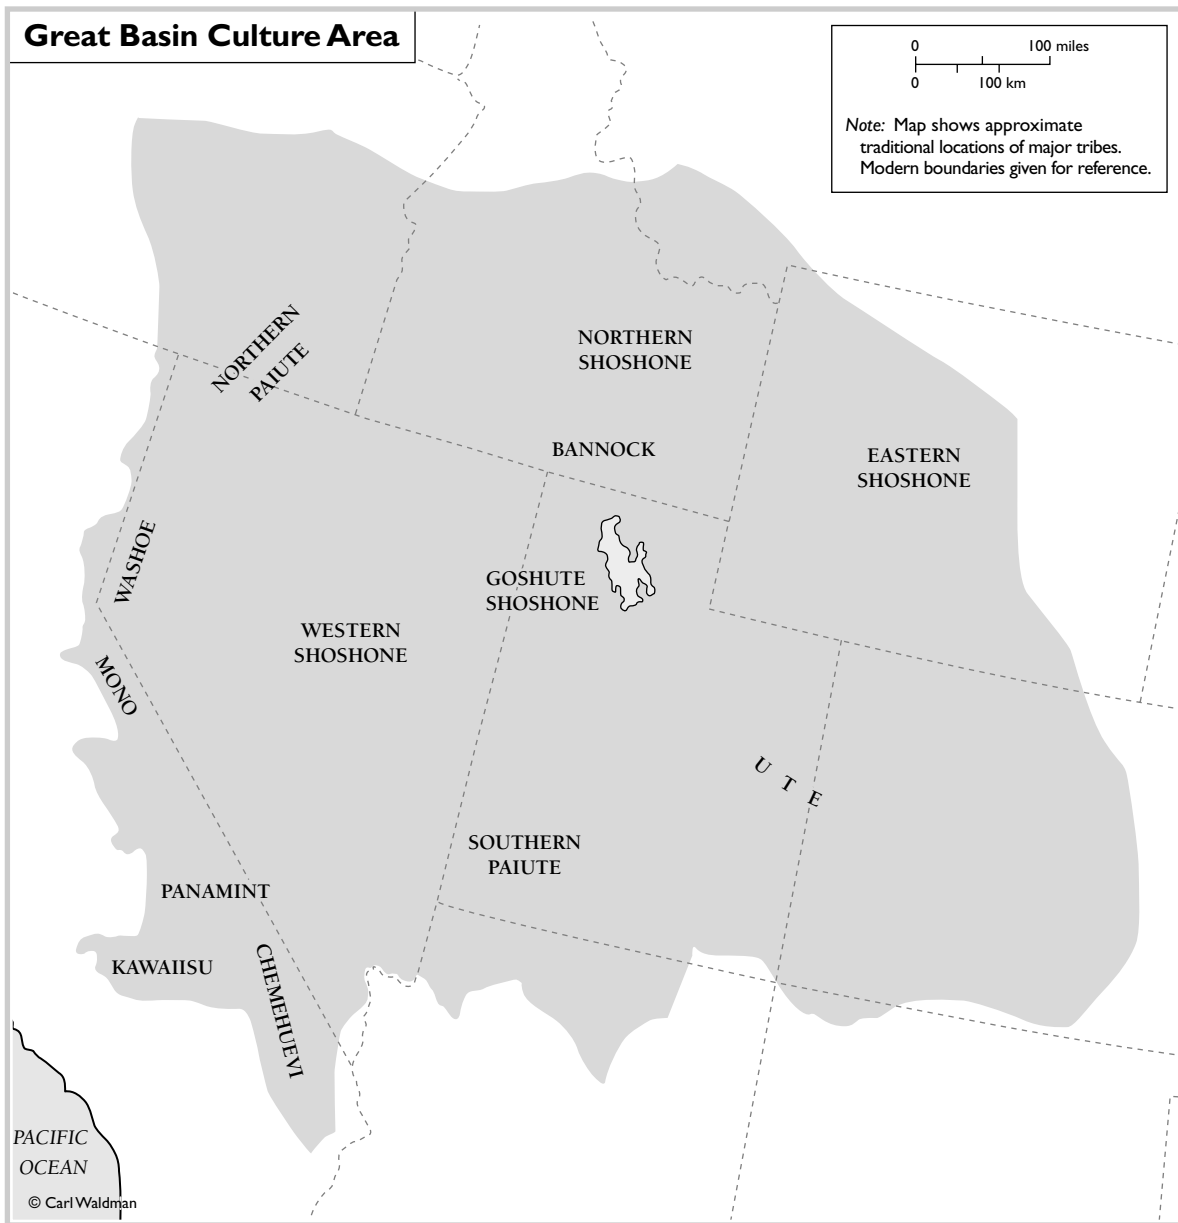 Great Basin Culture Area
0 100 miles
0 100 km
Note: Map shows approximate
traditional locations of major tribes.
Modern boundaries given for reference.
NORTHERN
PAIUTE
NORTHERN
SHOSHONE
BANNOCK
EASTERN
SHOSHONE
WASHOE
GOSHUTE
SHOSHONE
WESTERN
SHOSHONE
MONO
UTE
SOUTHERN
PAIUTE
PANAMINT
KAWAIISU
CHEMEHUEVI
PACIFIC
OCEAN
© Carl Waldman